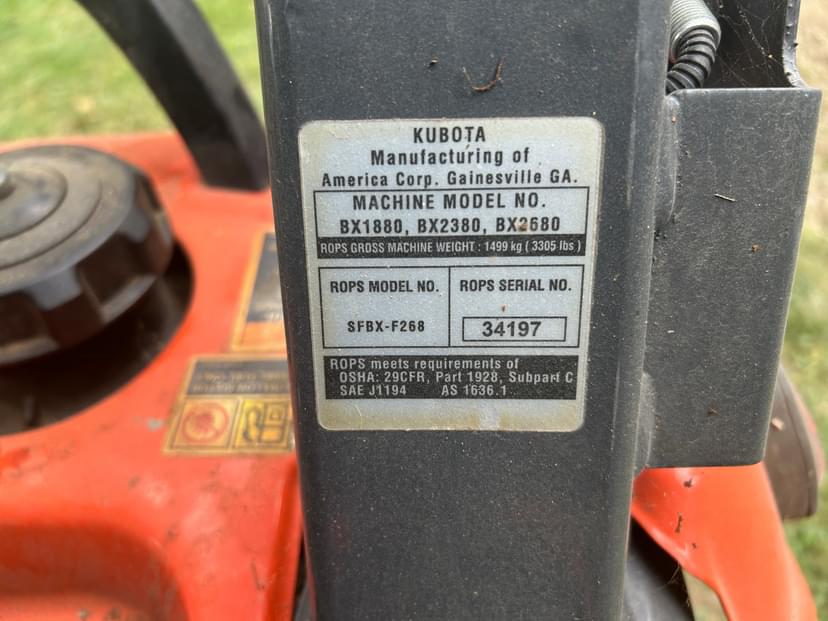 KUBOTA
Manufacturing of
America Corp. Gainesville GA.
MACHINE MODEL NO.
BX1880, BX2380, BX2680
ROPS GROSS MACHINE WEIGHT : 1499 kg ( 3305 lbs )
ROPS MODEL NO.
SFBX-F268
ROPS SERIAL NO.
34197
ROPS meets requirements of
OSHA: 29CFR, Part 1928, Subpart C
SAE J1194 AS 1636.1